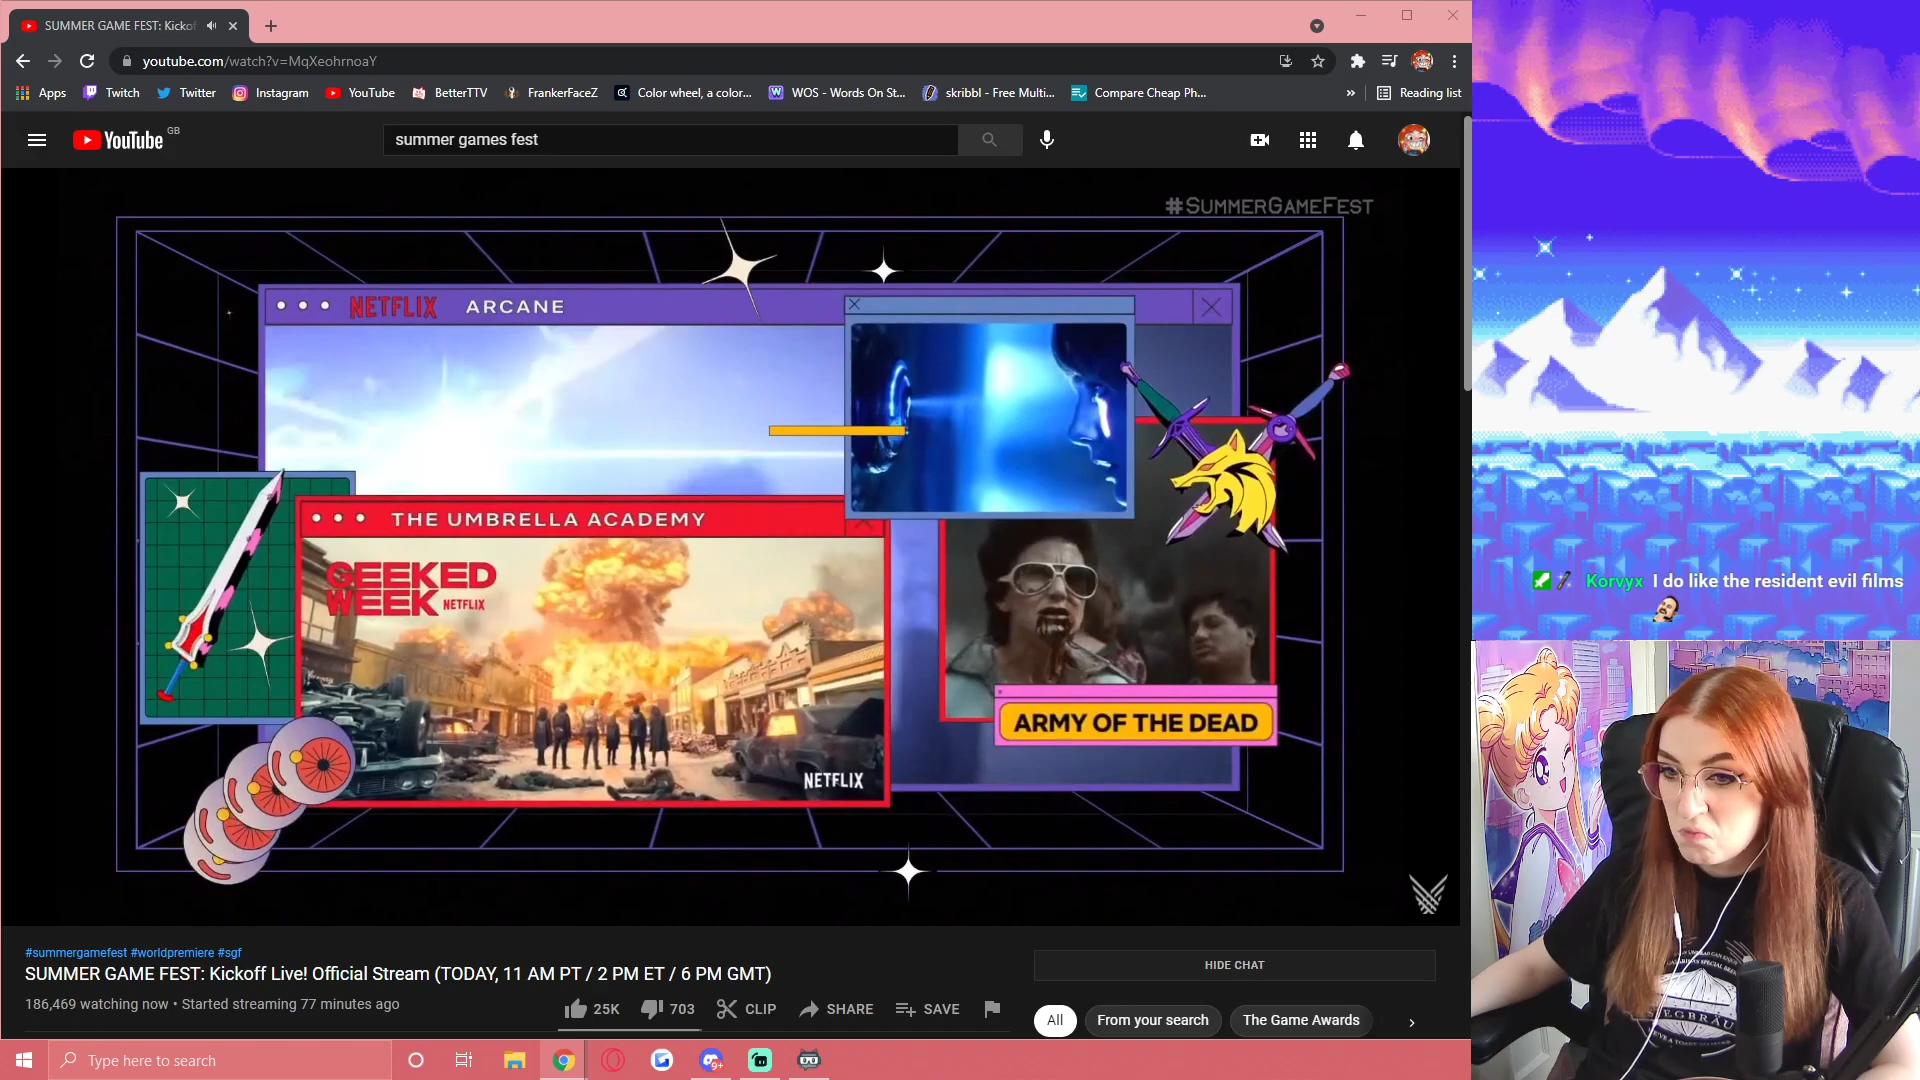 SUMMER GAME FEST: Kickof
youtube.com/watch?v=MqXeohrnoaY
Apps
Twitch
Twitter
Instagram
YouTube
BetterTTV
FrankerFaceZ
Color wheel, a color...
WOS - Words On St...
skribbl - Free Multi...
Compare Cheap Ph...
»
Reading list
YouTube GB
summer games fest
#SUMMERGAMEFEST
NETFLIX ARCANE
THE UMBRELLA ACADEMY
GEEKED
WEEK NETFLIX
NETFLIX
ARMY OF THE DEAD
#summergamefest #worldpremiere #sgf
SUMMER GAME FEST: Kickoff Live! Official Stream (TODAY, 11 AM PT / 2 PM ET / 6 PM GMT)
186,469 watching now • Started streaming 77 minutes ago
25K
703
CLIP
SHARE
SAVE
HIDE CHAT
All
From your search
The Game Awards
Type here to search
9+
Korvyx I do like the resident evil films